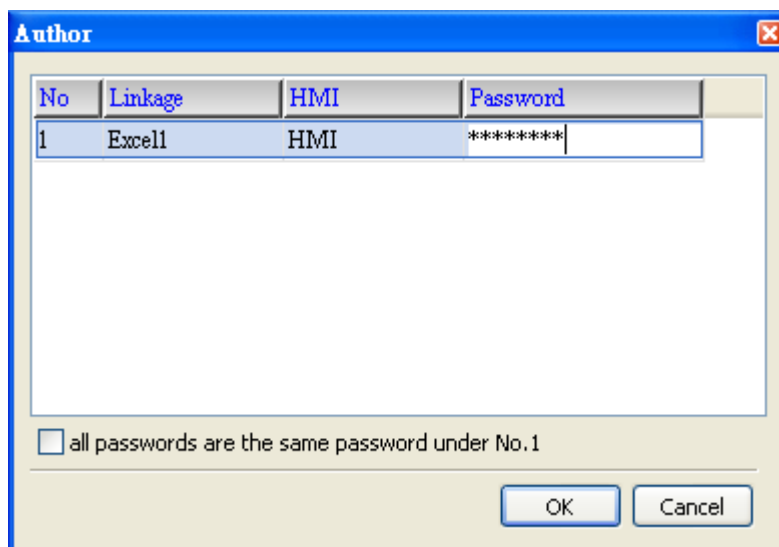 Author
No Linkage HMI Password
1 Excel1 HMI ********
all passwords are the same password under No.1
OK Cancel